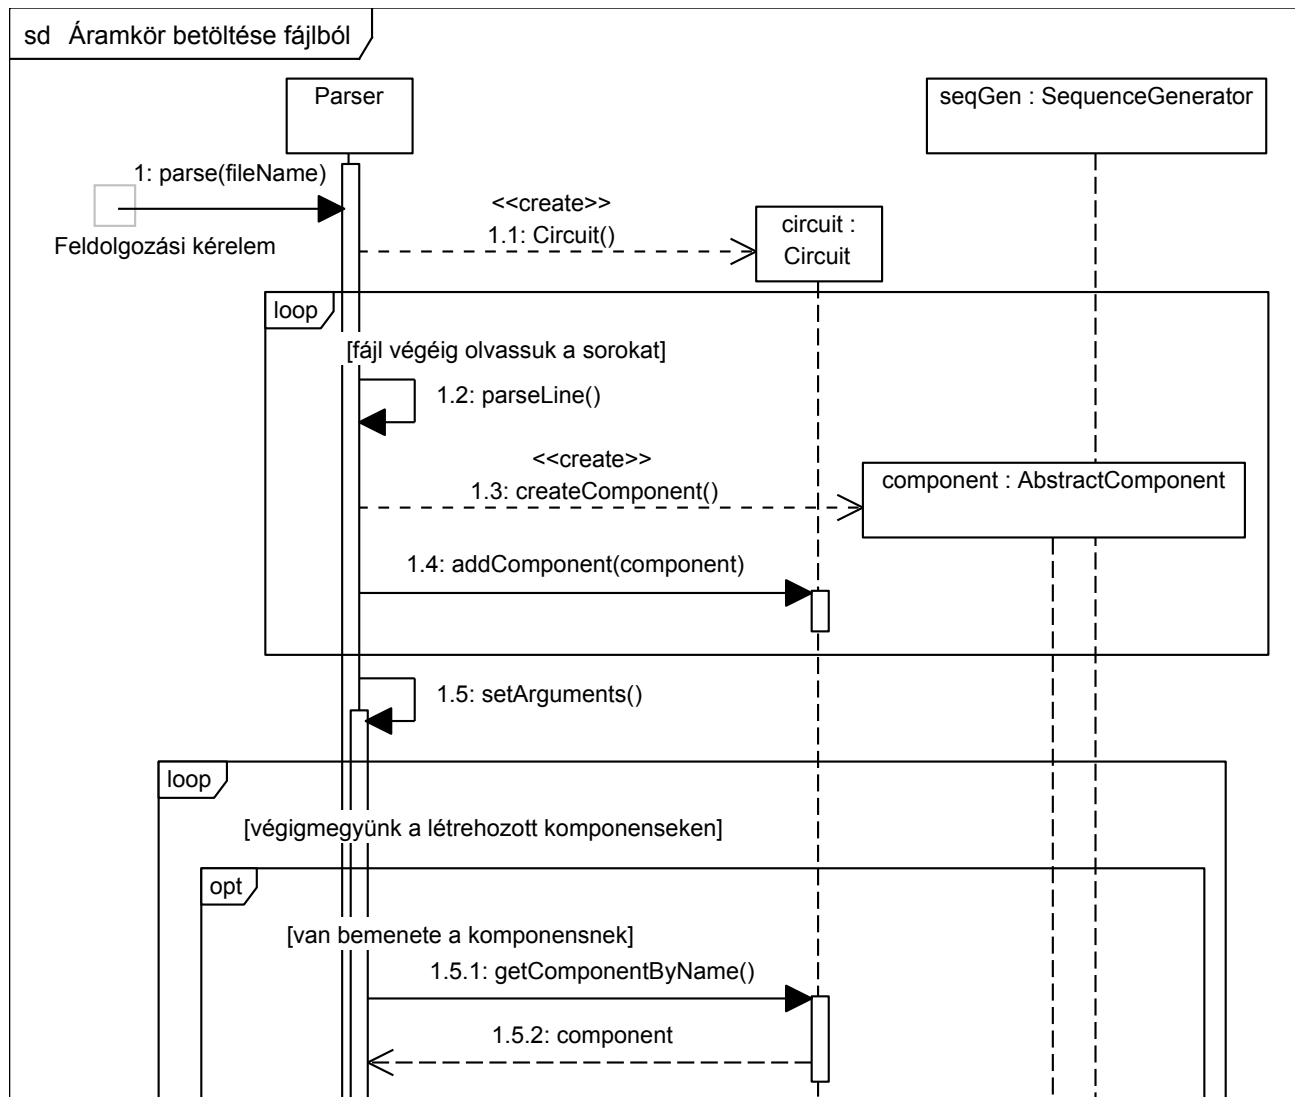 sd Áramkör betöltése fájlból
Parser
seqGen : SequenceGenerator
1: parse(fileName)
Feldolgozási kérelem
<<create>>
1.1: Circuit()
circuit :
Circuit
loop
[fájl végéig olvassuk a sorokat]
1.2: parseLine()
<<create>>
1.3: createComponent()
component : AbstractComponent
1.4: addComponent(component)
1.5: setArguments()
loop
[végigmegyünk a létrehozott komponenseken]
opt
[van bemenete a komponensnek]
1.5.1: getComponentByName()
1.5.2: component